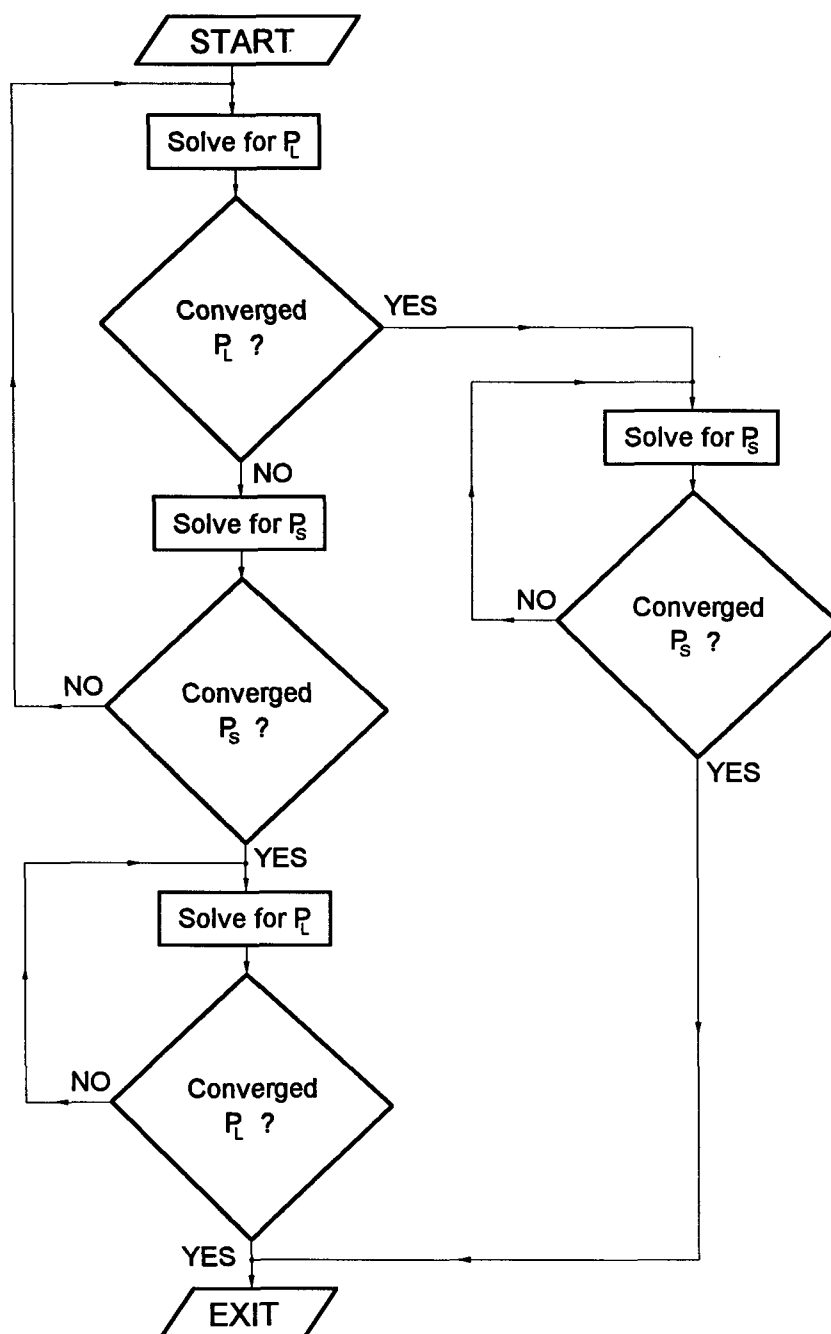 START
Solve for P_L
Converged
P_L ?
YES
NO
Solve for P_S
Converged
P_S ?
NO
YES
Solve for P_S
Converged
P_S ?
NO
YES
Solve for P_L
Converged
P_L ?
NO
YES
EXIT